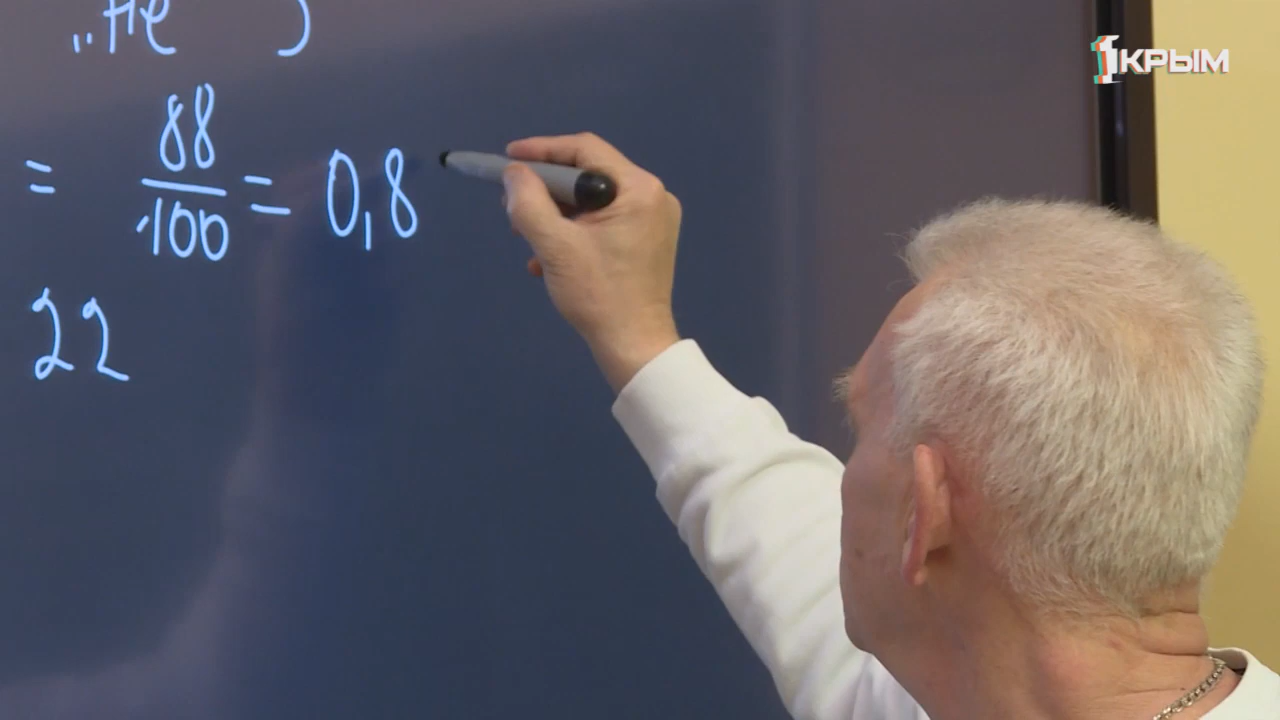 "не )
1КРЫМ
= 88/100 = 0,8
22